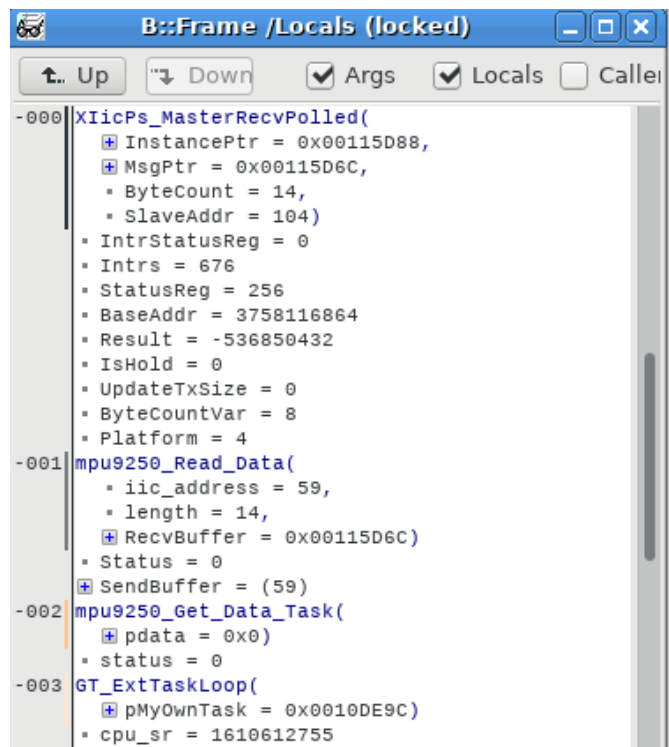 B::Frame /Locals (locked)
Up Down Args Locals Caller
-000 XIicPs_MasterRecvPolled(
InstancePtr = 0x00115D88,
MsgPtr = 0x00115D6C,
ByteCount = 14,
SlaveAddr = 104)
IntrStatusReg = 0
Intrs = 676
StatusReg = 256
BaseAddr = 3758116864
Result = -536850432
IsHold = 0
UpdateTxSize = 0
ByteCountVar = 8
Platform = 4
-001 mpu9250_Read_Data(
iic_address = 59,
length = 14,
RecvBuffer = 0x00115D6C)
Status = 0
SendBuffer = (59)
-002 mpu9250_Get_Data_Task(
pdata = 0x0)
status = 0
-003 GT_ExtTaskLoop(
pMyOwnTask = 0x0010DE9C)
cpu_sr = 1610612755